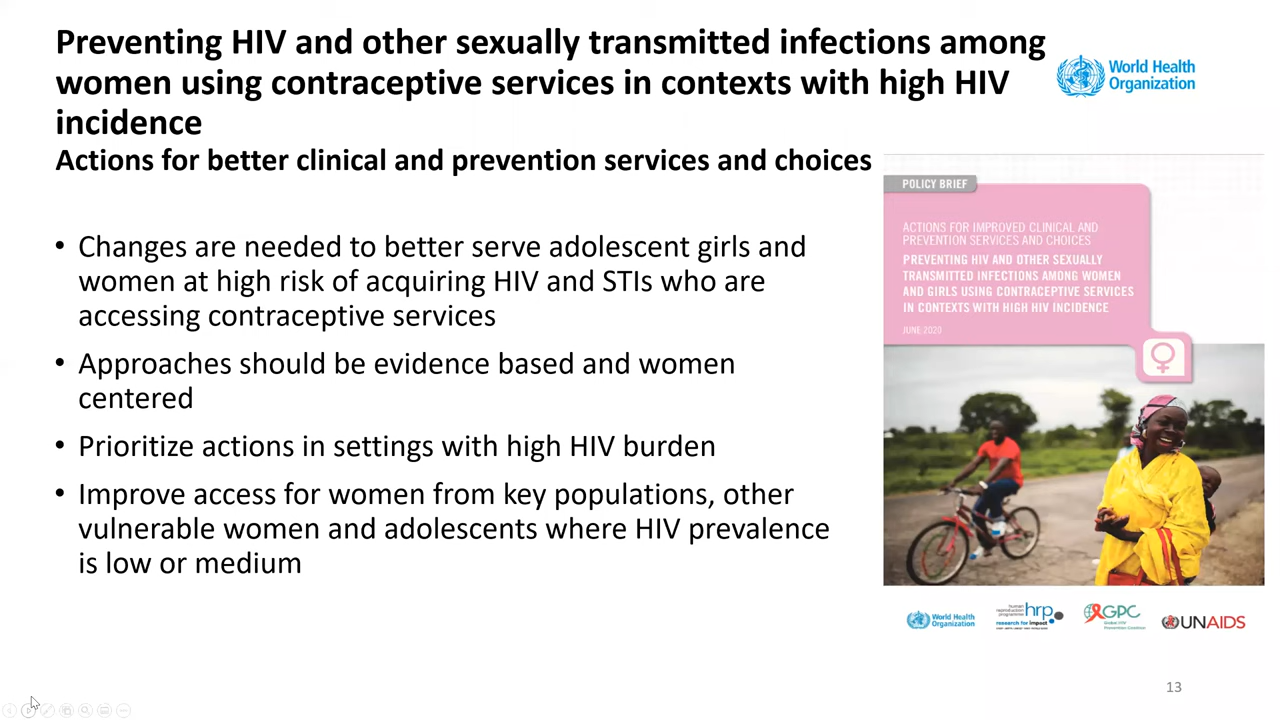 Preventing HIV and other sexually transmitted infections among
women using contraceptive services in contexts with high HIV
incidence
Actions for better clinical and prevention services and choices
World Health
Organization
• Changes are needed to better serve adolescent girls and
women at high risk of acquiring HIV and STIs who are
accessing contraceptive services
• Approaches should be evidence based and women
centered
• Prioritize actions in settings with high HIV burden
• Improve access for women from key populations, other
vulnerable women and adolescents where HIV prevalence
is low or medium
POLICY BRIEF
ACTIONS FOR IMPROVED CLINICAL AND
PREVENTION SERVICES AND CHOICES
PREVENTING HIV AND OTHER SEXUALLY
TRANSMITTED INFECTIONS AMONG WOMEN
AND GIRLS USING CONTRACEPTIVE SERVICES
IN CONTEXTS WITH HIGH HIV INCIDENCE
JUNE 2020
World Health
Organization
human
reproduction
programme
hrp
research for impact
GPC
UNAIDS
13